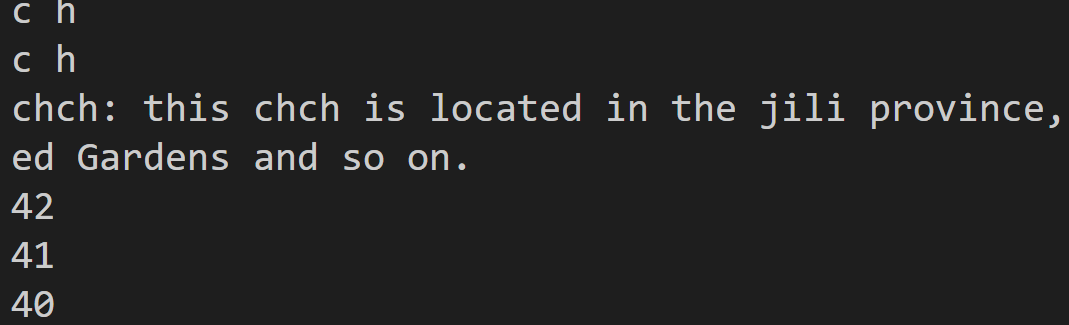 c h
c h
chch: this chch is located in the jili province,
ed Gardens and so on.
42
41
40